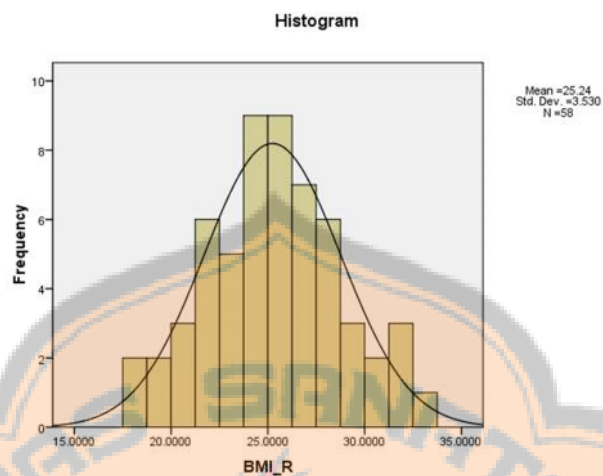 Histogram
Mean =25.24
Std. Dev. =3.530
N =58
Frequency
10
8
6
4
2
0
15.0000 20.0000 25.0000 30.0000 35.0000
BMI_R